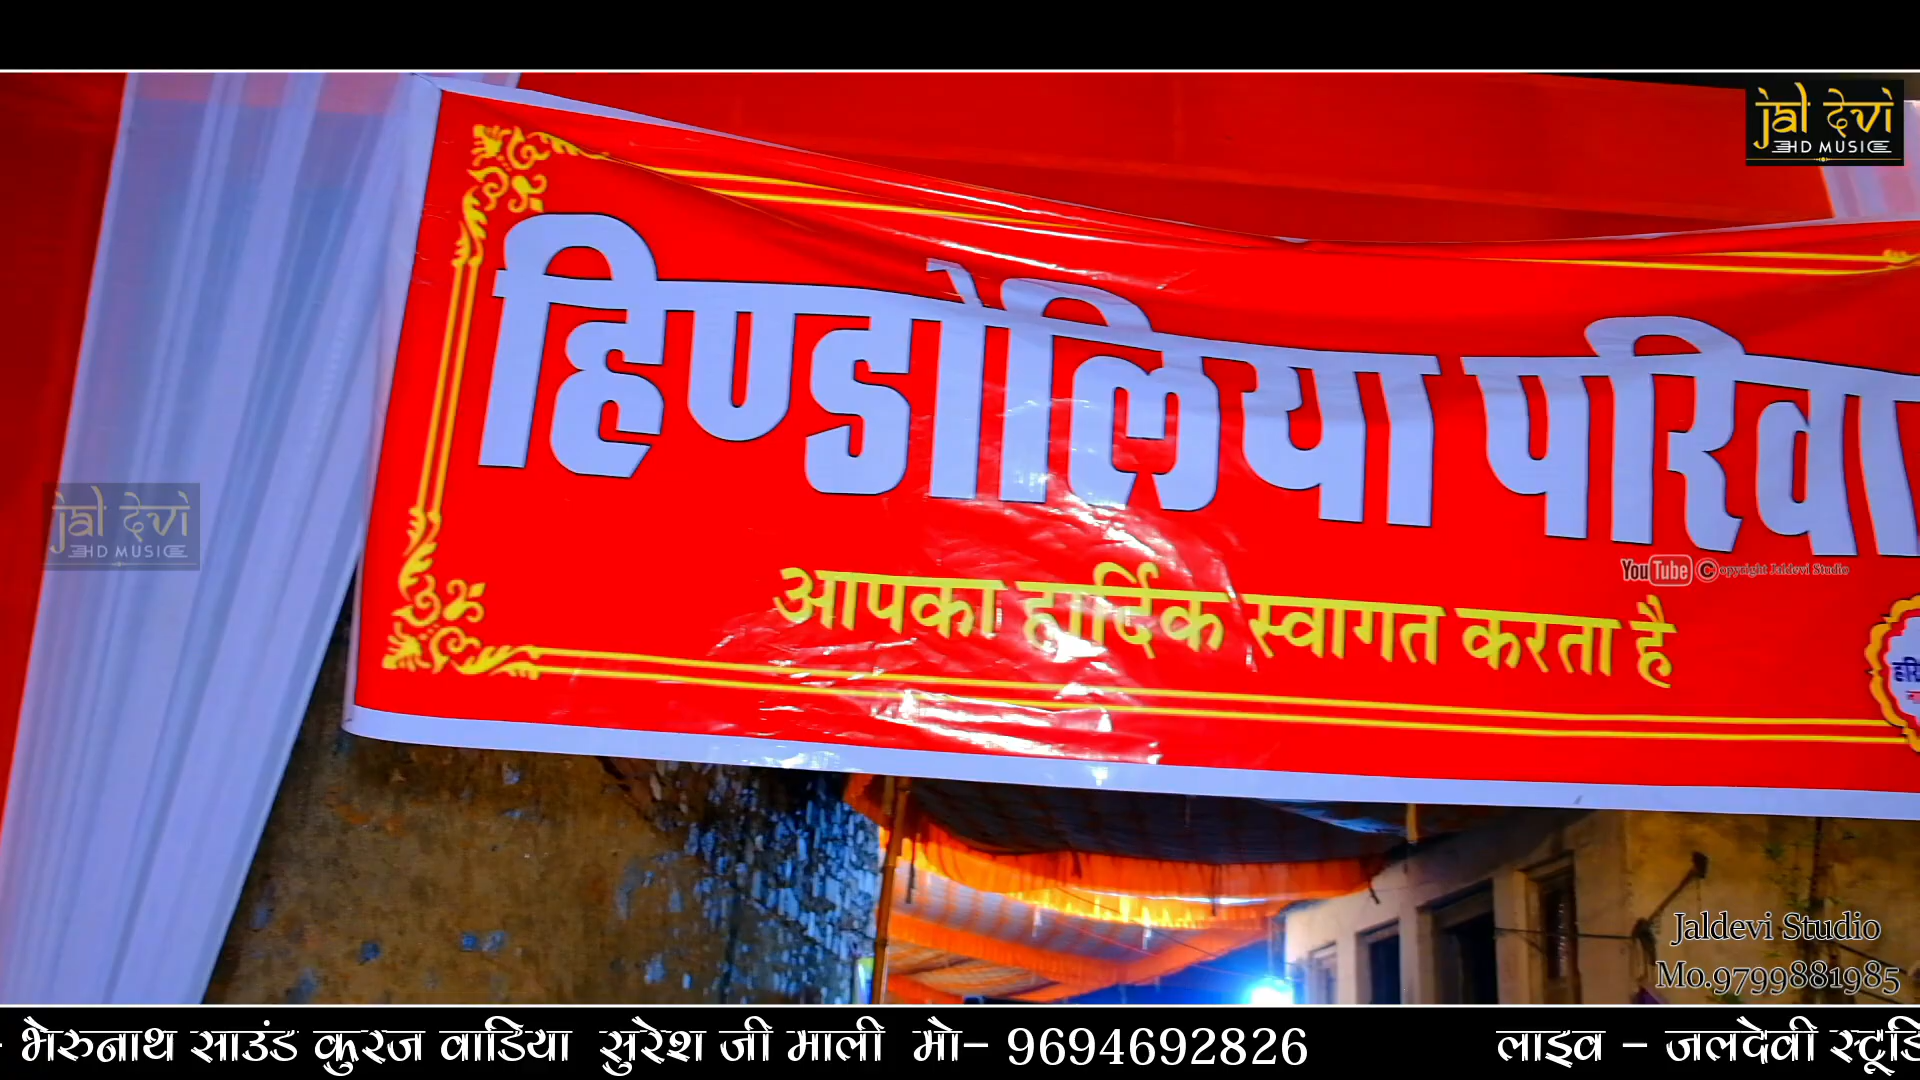 jal देवी
HD MUSIC
हिण्डोलिया परिवा
jal देवी
HD MUSIC
YouTube © Copyright Jaldevi Studio
आपका हार्दिक स्वागत करता है
Jaldevi Studio
Mo.9799881985
भैरुनाथ साउंड कुरज वाडिया सुरेश जी माली मो- 9694692826 लाइव - जलदेवी स्टूडि